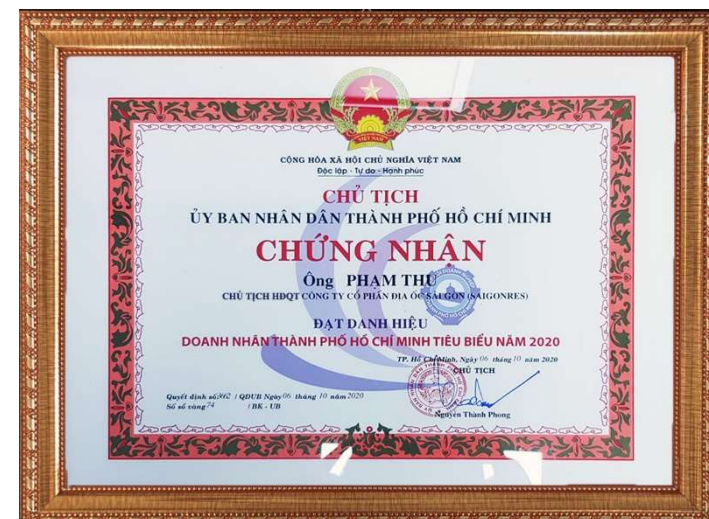 VIỆT NAM
CỘNG HÒA XÃ HỘI CHỦ NGHĨA VIỆT NAM
Độc lập - Tự do - Hạnh phúc
CHỦ TỊCH
ỦY BAN NHÂN DÂN THÀNH PHỐ HỒ CHÍ MINH
CHỨNG NHẬN
Ông PHẠM THU
CHỦ TỊCH HĐQT CÔNG TY CỔ PHẦN ĐỊA ỐC SÀI GÒN (SAIGONRES)
ĐẠT DANH HIỆU
DOANH NHÂN THÀNH PHỐ HỒ CHÍ MINH TIÊU BIỂU NĂM 2020
TP. Hồ Chí Minh, Ngày 06 tháng 10 năm 2020
CHỦ TỊCH
Quyết định số / QĐUB Ngày 06 tháng 10 năm 2020
Số sổ vàng 74 / BK - UB
Nguyễn Thành Phong